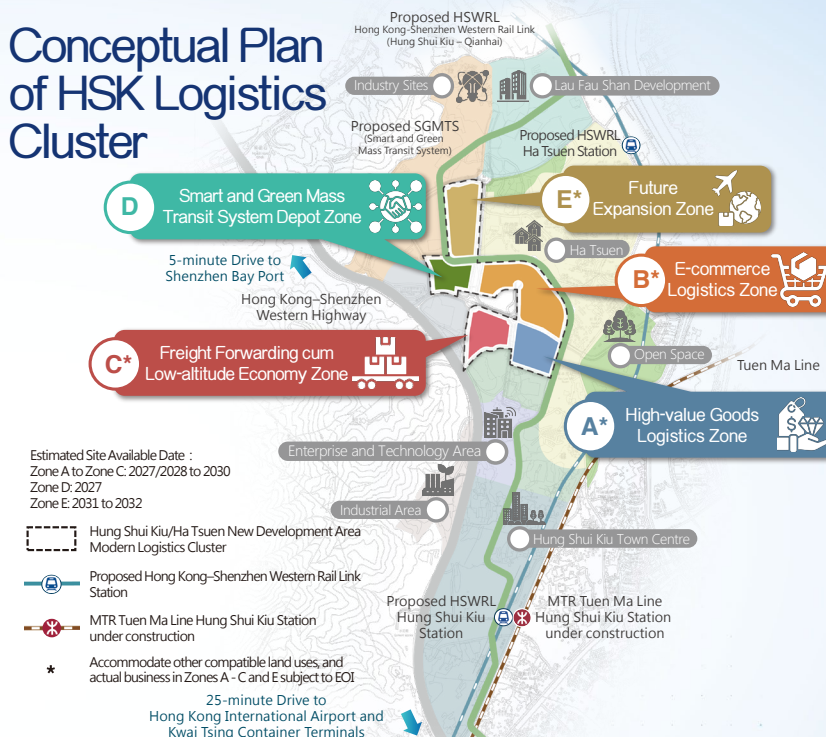 Conceptual Plan
of HSK Logistics
Cluster
Proposed HSWRL
Hong Kong-Shenzhen Western Rail Link
(Hung Shui Kiu – Qianhai)
Industry Sites
Lau Fau Shan Development
Proposed SGMTS
(Smart and Green
Mass Transit System)
Proposed HSWRL
Ha Tsuen Station
D
Smart and Green Mass
Transit System Depot Zone
E*
Future
Expansion Zone
Ha Tsuen
5-minute Drive to
Shenzhen Bay Port
B*
E-commerce
Logistics Zone
Hong Kong–Shenzhen
Western Highway
C*
Freight Forwarding cum
Low-altitude Economy Zone
Open Space
Tuen Ma Line
A*
High-value Goods
Logistics Zone
Enterprise and Technology Area
Estimated Site Available Date :
Zone A to Zone C: 2027/2028 to 2030
Zone D: 2027
Zone E: 2031 to 2032
Industrial Area
Hung Shui Kiu Town Centre
Hung Shui Kiu/Ha Tsuen New Development Area
Modern Logistics Cluster
Proposed Hong Kong–Shenzhen Western Rail Link
Station
MTR Tuen Ma Line Hung Shui Kiu Station
under construction
* Accommodate other compatible land uses, and
actual business in Zones A - C and E subject to EOI
Proposed HSWRL
Hung Shui Kiu
Station
MTR Tuen Ma Line
Hung Shui Kiu Station
under construction
25-minute Drive to
Hong Kong International Airport and
Kwai Tsing Container Terminals